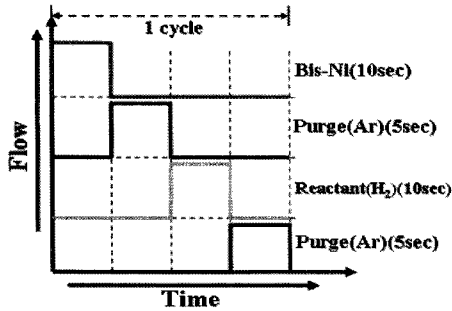 1 cycle
Bis-Ni(10sec)
Purge(Ar)(5sec)
Reactant(H₂)(10sec)
Purge(Ar)(5sec)
Flow
Time